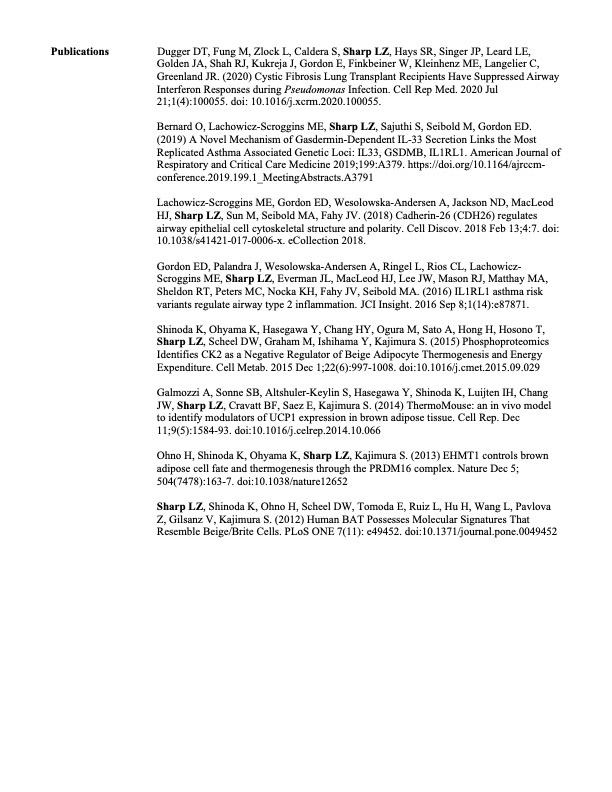 Publications
Dugger DT, Fung M, Zlock L, Caldera S, Sharp LZ, Hays SR, Singer JP, Leard LE,
Golden JA, Shah RJ, Kukreja J, Gordon E, Finkbeiner W, Kleinhenz ME, Langelier C,
Greenland JR. (2020) Cystic Fibrosis Lung Transplant Recipients Have Suppressed Airway
Interferon Responses during Pseudomonas Infection. Cell Rep Med. 2020 Jul
21;1(4):100055. doi: 10.1016/j.xcrm.2020.100055.
Bernard O, Lachowicz-Scroggins ME, Sharp LZ, Sajuthi S, Seibold M, Gordon ED.
(2019) A Novel Mechanism of Gasdermin-Dependent IL-33 Secretion Links the Most
Replicated Asthma Associated Genetic Loci: IL33, GSDMB, IL1RL1. American Journal of
Respiratory and Critical Care Medicine 2019;199:A379. https://doi.org/10.1164/ajrccm-
conference.2019.199.1_MeetingAbstracts.A3791
Lachowicz-Scroggins ME, Gordon ED, Wesolowska-Andersen A, Jackson ND, MacLeod
HJ, Sharp LZ, Sun M, Seibold MA, Fahy JV. (2018) Cadherin-26 (CDH26) regulates
airway epithelial cell cytoskeletal structure and polarity. Cell Discov. 2018 Feb 13;4:7. doi:
10.1038/s41421-017-0006-x. eCollection 2018.
Gordon ED, Palandra J, Wesolowska-Andersen A, Ringel L, Rios CL, Lachowicz-
Scroggins ME, Sharp LZ, Everman JL, MacLeod HJ, Lee JW, Mason RJ, Matthay MA,
Sheldon RT, Peters MC, Nocka KH, Fahy JV, Seibold MA. (2016) IL1RL1 asthma risk
variants regulate airway type 2 inflammation. JCI Insight. 2016 Sep 8;1(14):e87871.
Shinoda K, Ohyama K, Hasegawa Y, Chang HY, Ogura M, Sato A, Hong H, Hosono T,
Sharp LZ, Scheel DW, Graham M, Ishihama Y, Kajimura S. (2015) Phosphoproteomics
Identifies CK2 as a Negative Regulator of Beige Adipocyte Thermogenesis and Energy
Expenditure. Cell Metab. 2015 Dec 1;22(6):997-1008. doi:10.1016/j.cmet.2015.09.029
Galmozzi A, Sonne SB, Altshuler-Keylin S, Hasegawa Y, Shinoda K, Luijten IH, Chang
JW, Sharp LZ, Cravatt BF, Saez E, Kajimura S. (2014) ThermoMouse: an in vivo model
to identify modulators of UCP1 expression in brown adipose tissue. Cell Rep. Dec
11;9(5):1584-93. doi:10.1016/j.celrep.2014.10.066
Ohno H, Shinoda K, Ohyama K, Sharp LZ, Kajimura S. (2013) EHMT1 controls brown
adipose cell fate and thermogenesis through the PRDM16 complex. Nature Dec 5;
504(7478):163-7. doi:10.1038/nature12652
Sharp LZ, Shinoda K, Ohno H, Scheel DW, Tomoda E, Ruiz L, Hu H, Wang L, Pavlova
Z, Gilsanz V, Kajimura S. (2012) Human BAT Possesses Molecular Signatures That
Resemble Beige/Brite Cells. PLoS ONE 7(11): e49452. doi:10.1371/journal.pone.0049452